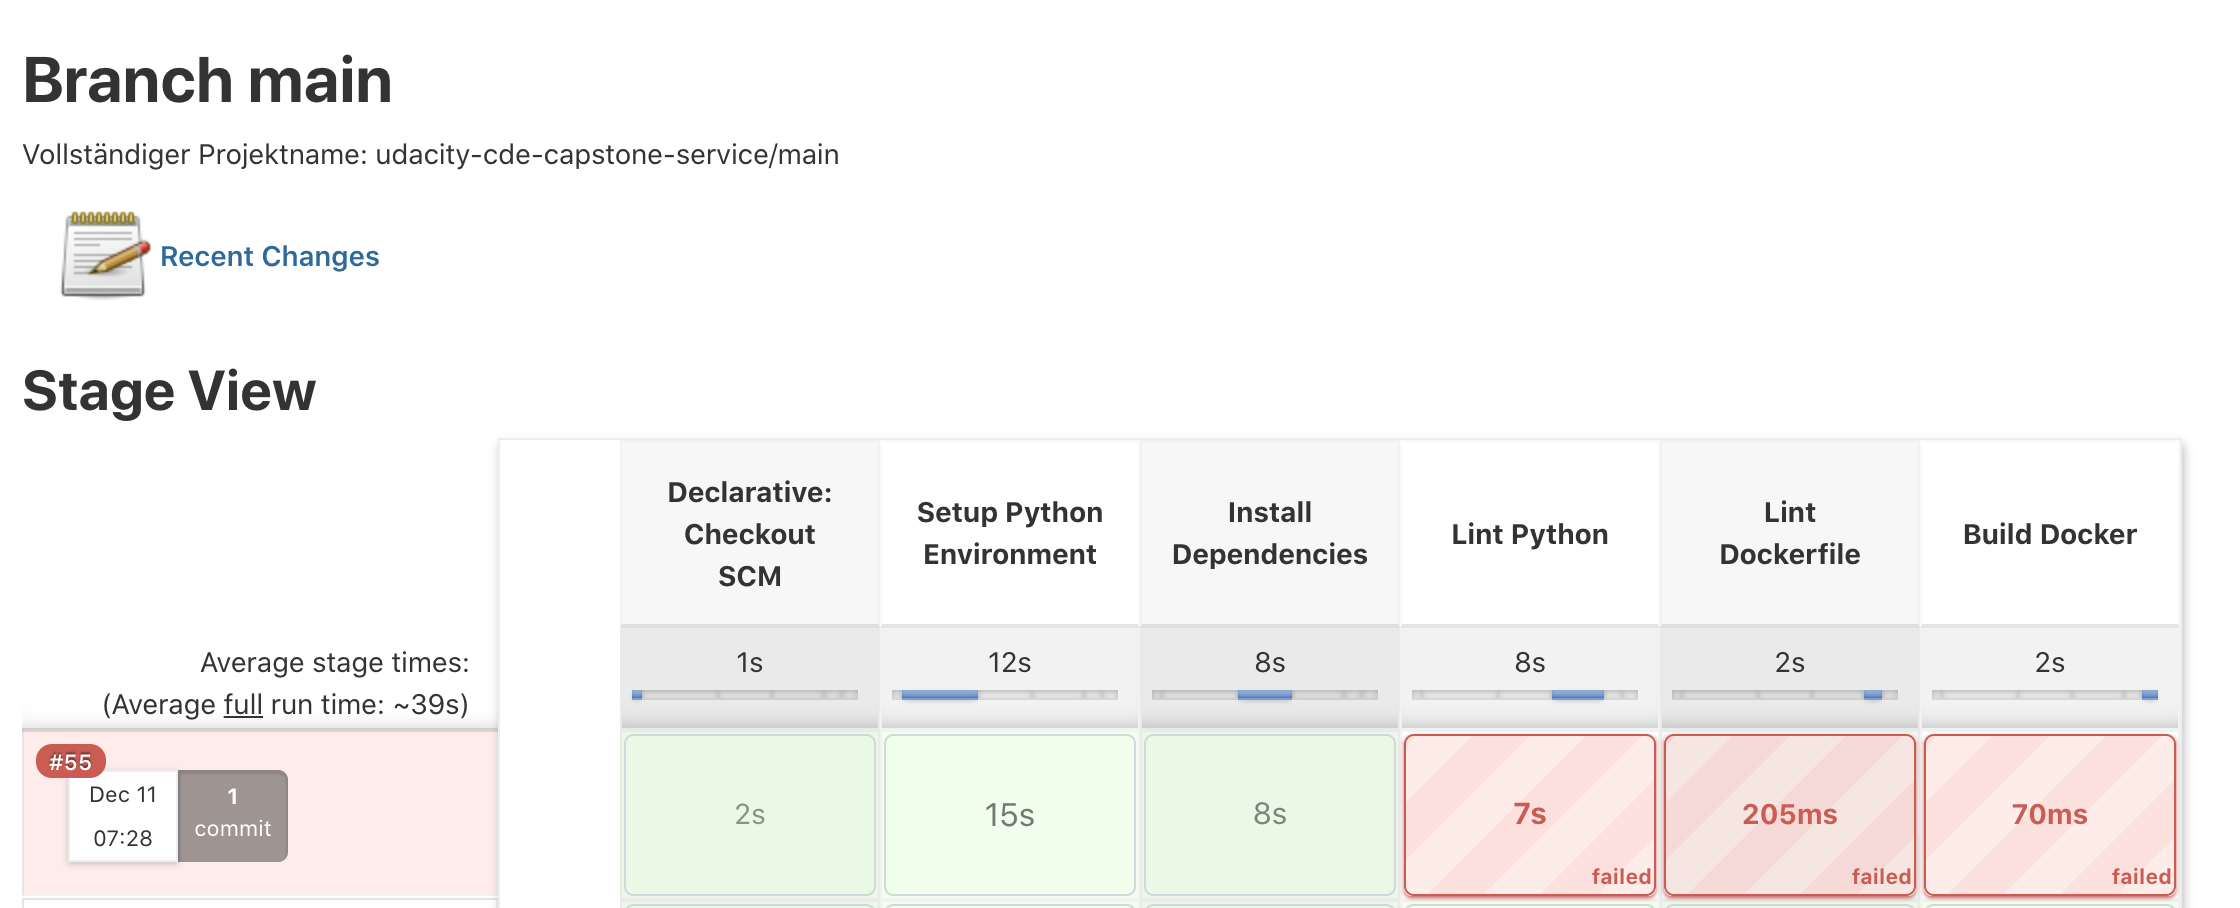 Branch main
Vollständiger Projektname: udacity-cde-capstone-service/main
Recent Changes
Stage View
Declarative:
Checkout
SCM
Setup Python
Environment
Install
Dependencies
Lint Python
Lint
Dockerfile
Build Docker
Average stage times:
(Average full run time: ~39s)
1s
12s
8s
8s
2s
2s
#55
Dec 11
07:28
1
commit
2s
15s
8s
7s
failed
205ms
failed
70ms
failed